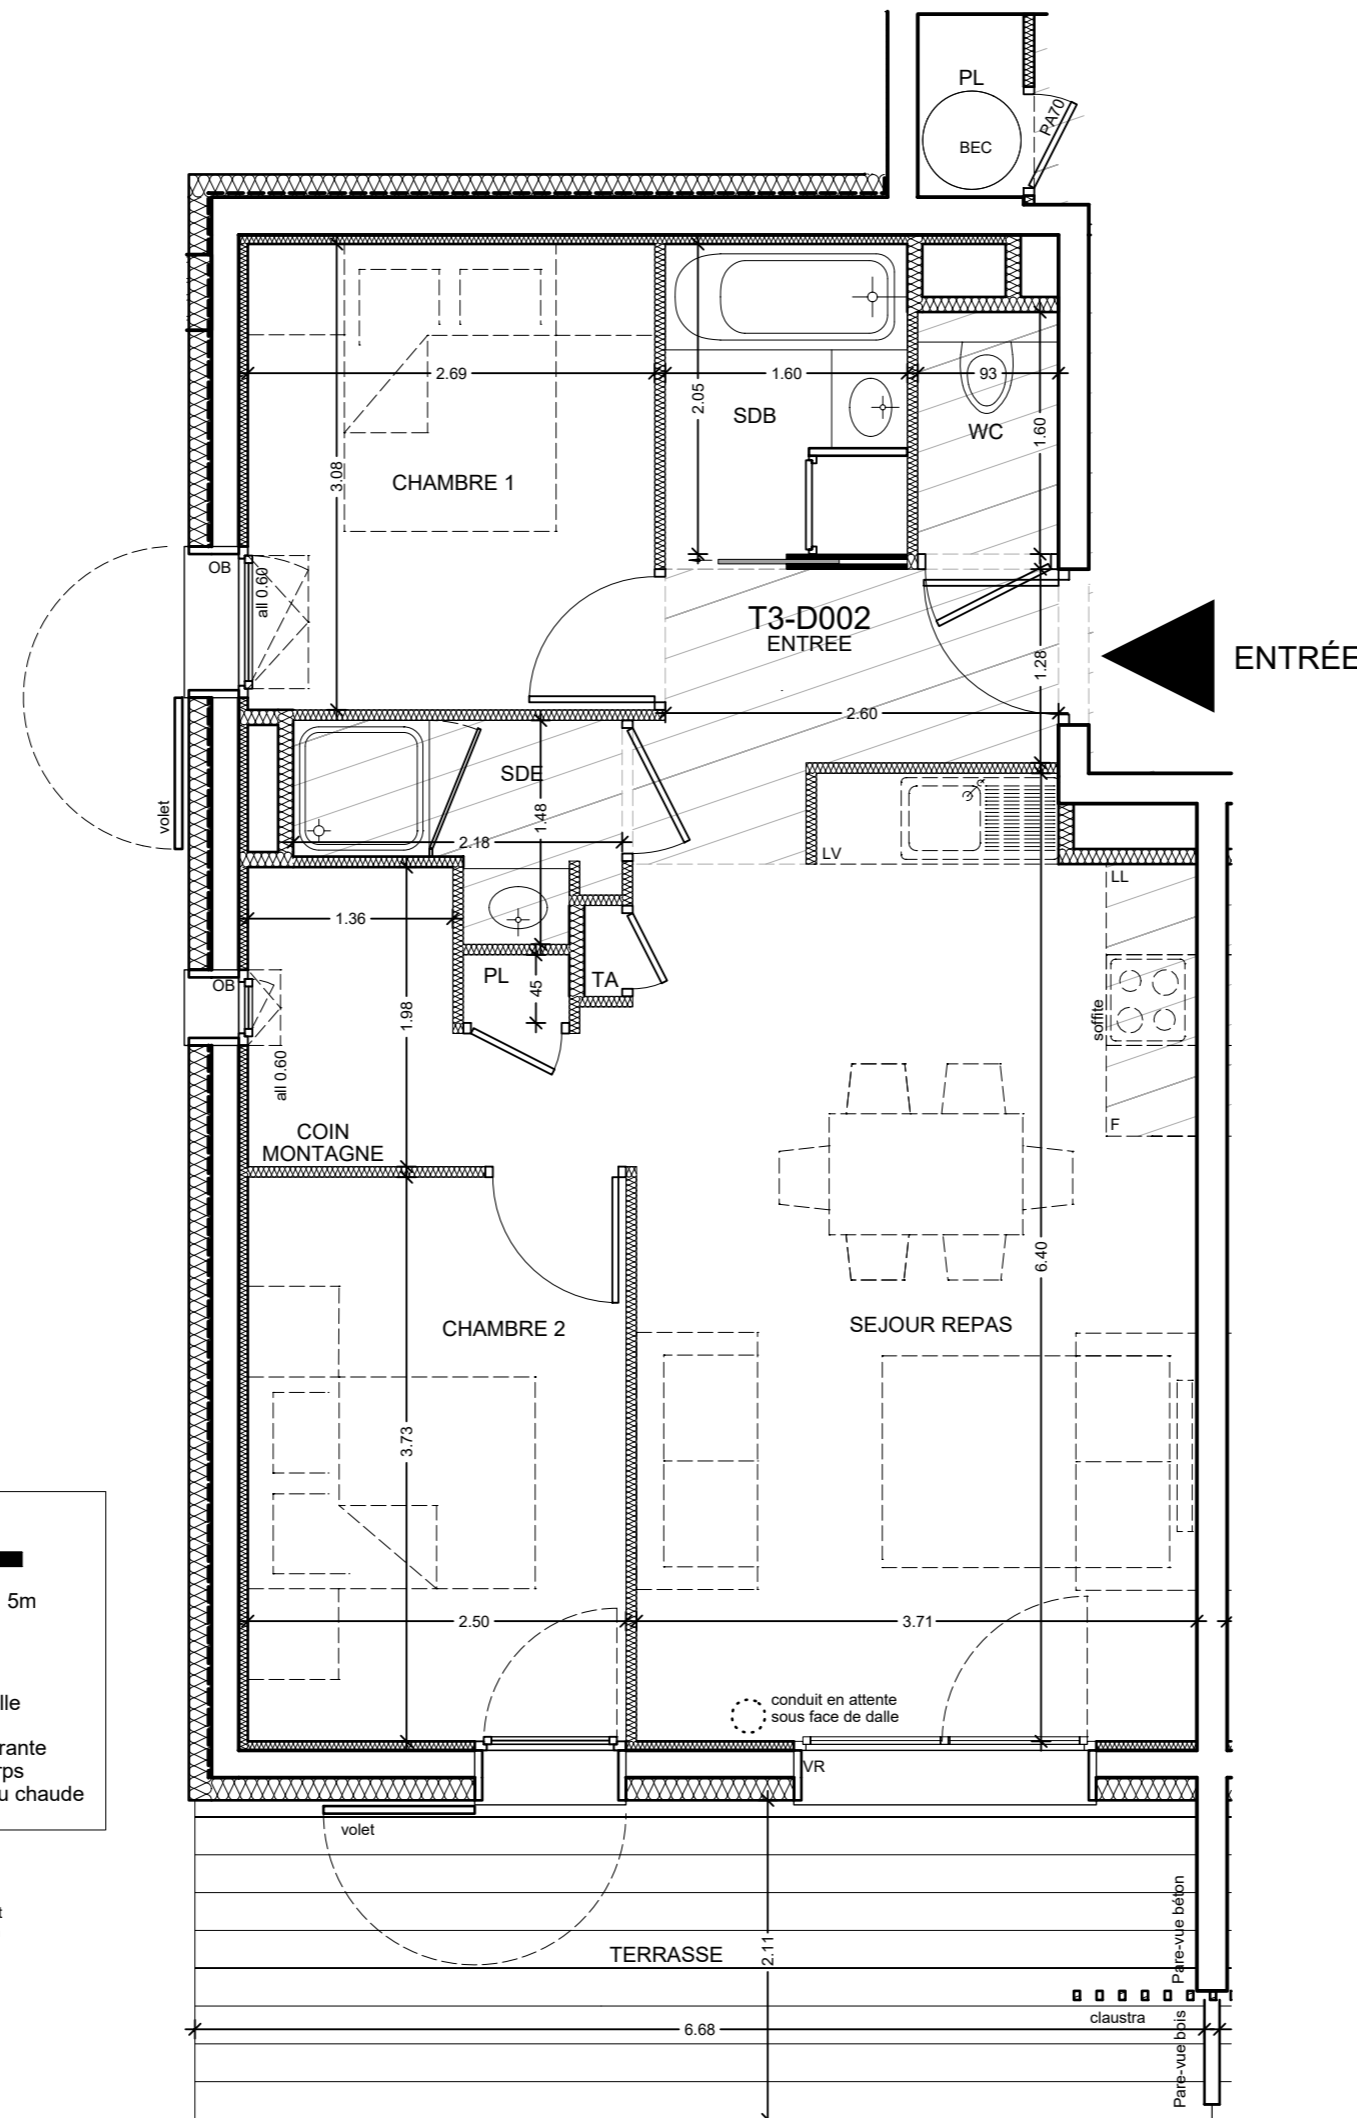 PL
BEC
PA70
2.69
1.60
93
2.05
SDB
WC
1.60
3.08
CHAMBRE 1
OB
all 0.60
T3-D002
ENTREE
ENTRÉE
1.28
2.60
volet
SDE
1.48
2.18
LV
LL
1.36
PL
45
TA
OB
1.98
all 0.60
soffite
F
COIN
MONTAGNE
6.40
CHAMBRE 2
SEJOUR REPAS
3.73
5m
2.50
3.71
lle
rante
rps
u chaude
conduit en attente
sous face de dalle
VR
volet
t
TERRASSE
2.11
Pare-vue béton
claustra
6.68
Pare-vue bois